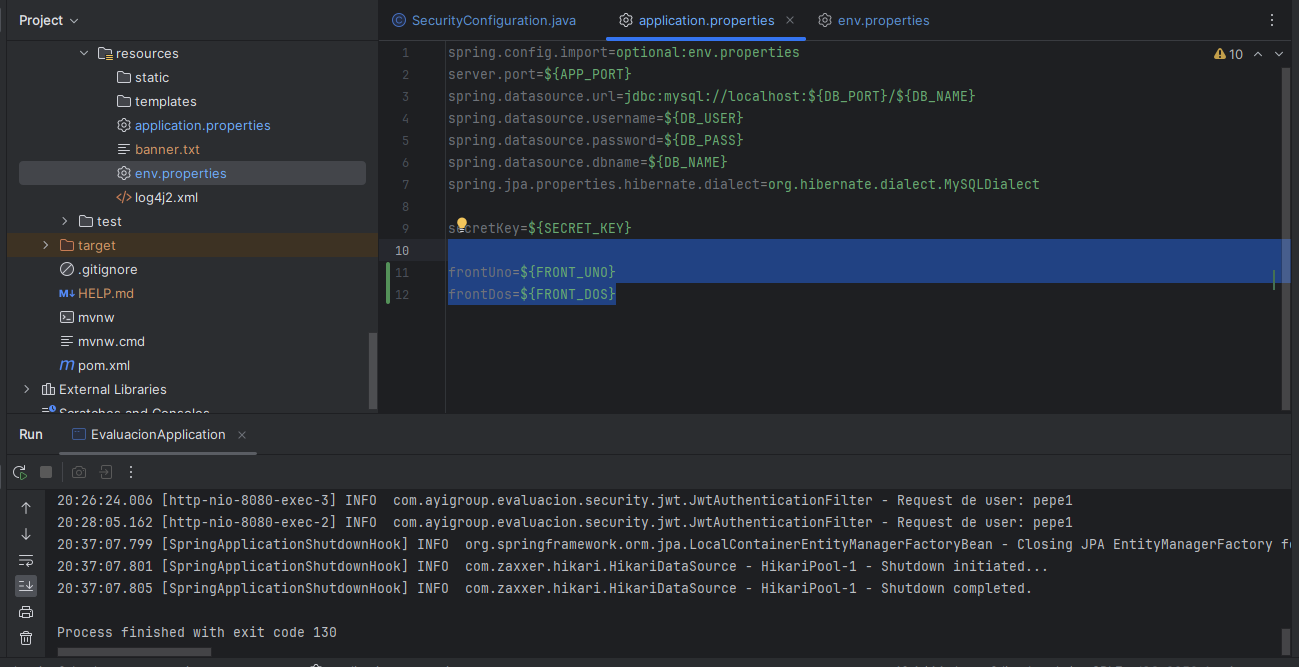 Project
SecurityConfiguration.java
application.properties
env.properties
resources
static
templates
application.properties
banner.txt
env.properties
log4j2.xml
test
target
.gitignore
M↓ HELP.md
mvnw
mvnw.cmd
m pom.xml
External Libraries
Scratches and Consoles
10
1 spring.config.import=optional:env.properties
2 server.port=${APP_PORT}
3 spring.datasource.url=jdbc:mysql://localhost:${DB_PORT}/${DB_NAME}
4 spring.datasource.username=${DB_USER}
5 spring.datasource.password=${DB_PASS}
6 spring.datasource.dbname=${DB_NAME}
7 spring.jpa.properties.hibernate.dialect=org.hibernate.dialect.MySQLDialect
8
9 secretKey=${SECRET_KEY}
10
11 frontUno=${FRONT_UNO}
12 frontDos=${FRONT_DOS}
Run
EvaluacionApplication
20:26:24.006 [http-nio-8080-exec-3] INFO  com.ayigroup.evaluacion.security.jwt.JwtAuthenticationFilter - Request de user: pepe1
20:28:05.162 [http-nio-8080-exec-2] INFO  com.ayigroup.evaluacion.security.jwt.JwtAuthenticationFilter - Request de user: pepe1
20:37:07.799 [SpringApplicationShutdownHook] INFO  org.springframework.orm.jpa.LocalContainerEntityManagerFactoryBean - Closing JPA EntityManagerFactory f
20:37:07.801 [SpringApplicationShutdownHook] INFO  com.zaxxer.hikari.HikariDataSource - HikariPool-1 - Shutdown initiated...
20:37:07.805 [SpringApplicationShutdownHook] INFO  com.zaxxer.hikari.HikariDataSource - HikariPool-1 - Shutdown completed.
Process finished with exit code 130